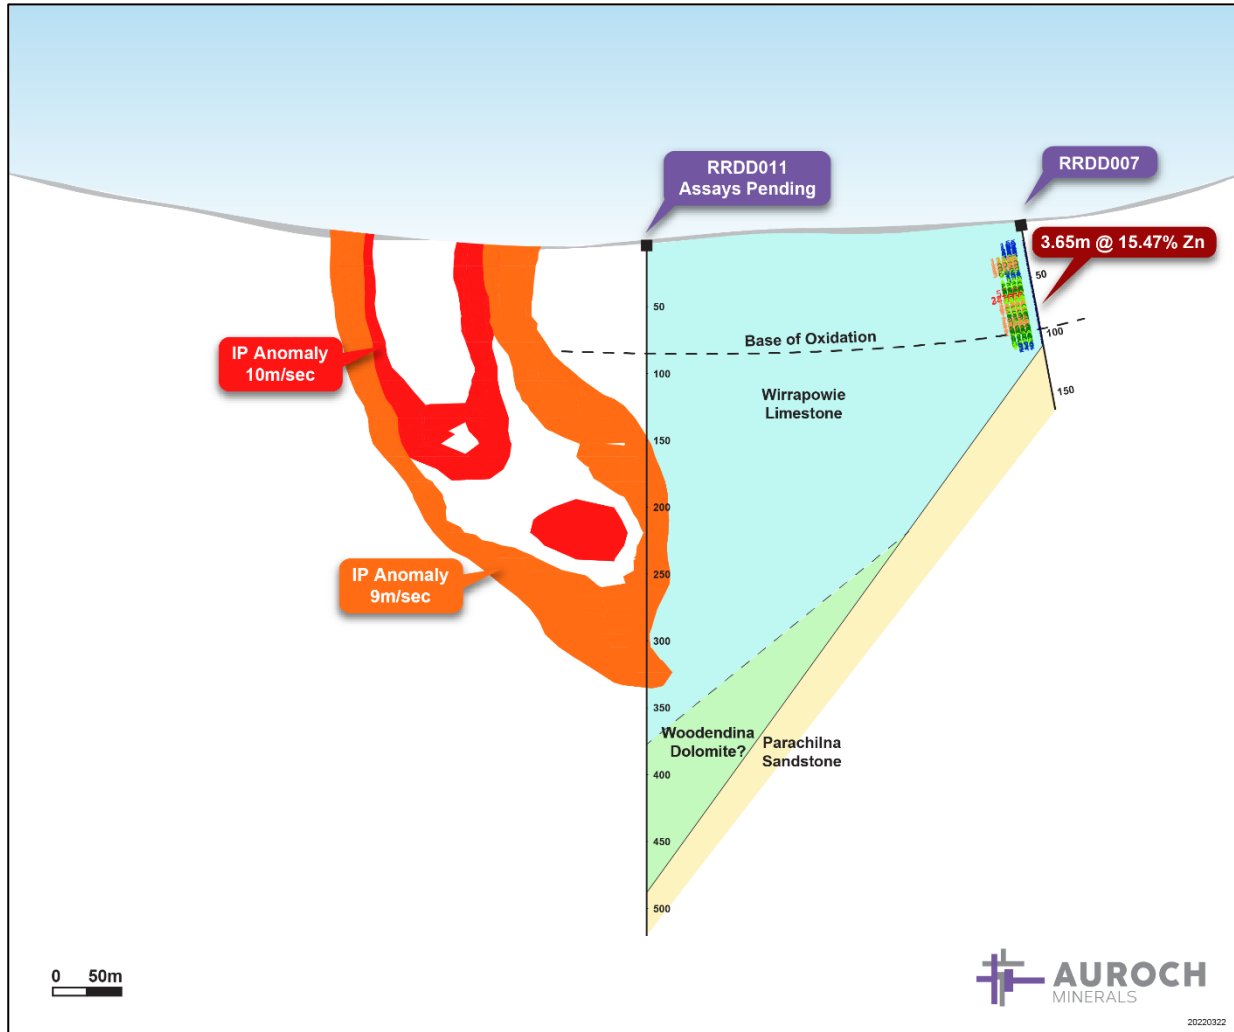 RRDD011
Assays Pending
RRDD007
3.65m @ 15.47% Zn
50
100
150
IP Anomaly
10m/sec
Base of Oxidation
Wirrapowie
Limestone
IP Anomaly
9m/sec
50
100
150
200
250
300
350
400
450
500
Woodendina
Dolomite?
Parachilna
Sandstone
0 50m
AUROCH
MINERALS
20220322